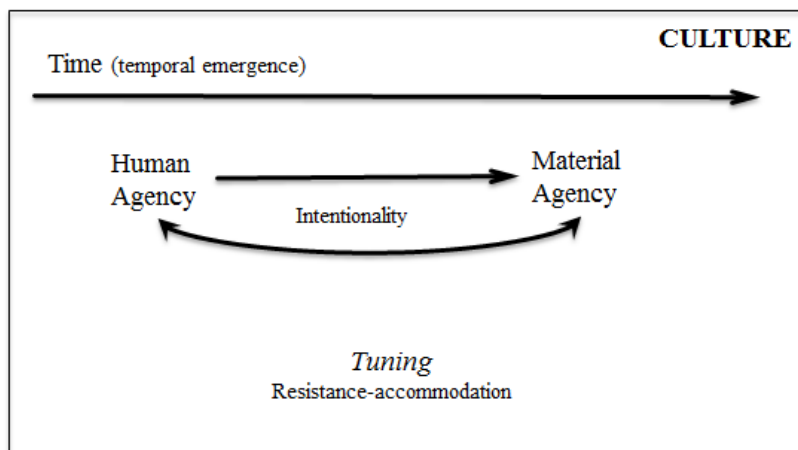 CULTURE
Time (temporal emergence)
Human
Agency
Material
Agency
Intentionality
Tuning
Resistance-accommodation